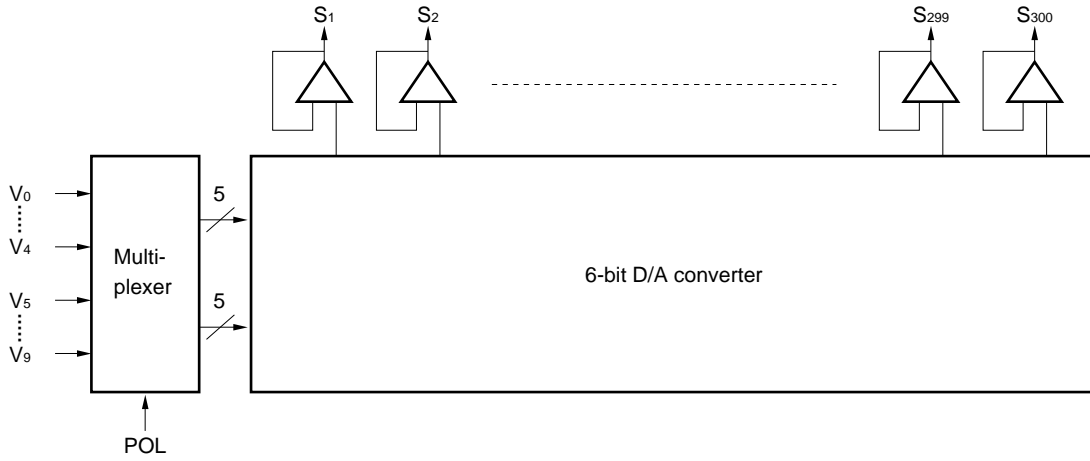 S1 S2 S299 S300
V0
V4
V5
V9
5
5
Multi-
plexer
6-bit D/A converter
POL